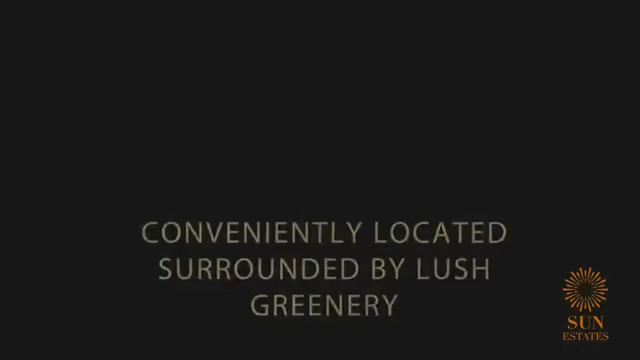 CONVENIENTLY LOCATED
SURROUNDED BY LUSH
GREENERY
SUN
ESTATES